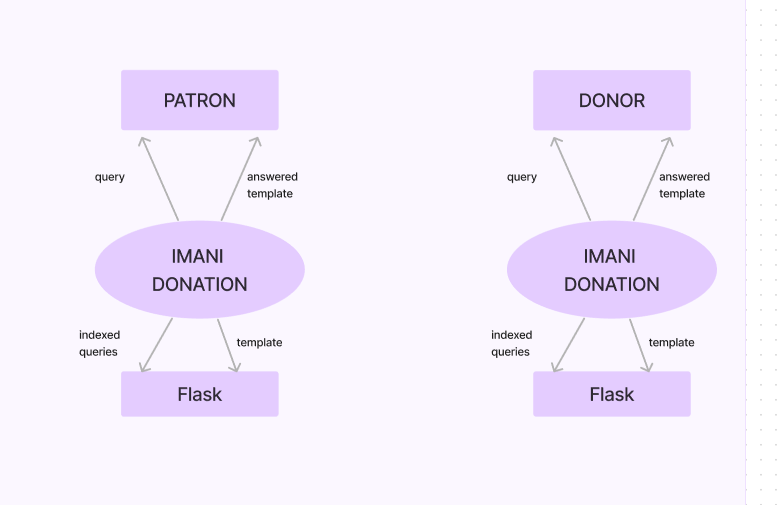 PATRON
query
answered
template
IMANI
DONATION
indexed
queries
template
Flask
DONOR
query
answered
template
IMANI
DONATION
indexed
queries
template
Flask